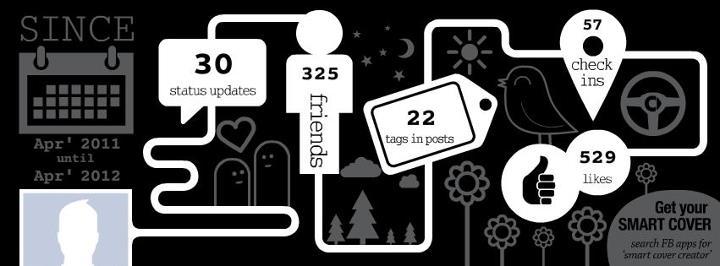 SINCE
Apr' 2011
until
Apr' 2012
30
status updates
325
friends
22
tags in posts
57
check
ins
529
likes
Get your
SMART COVER
search FB apps for
'smart cover creator'